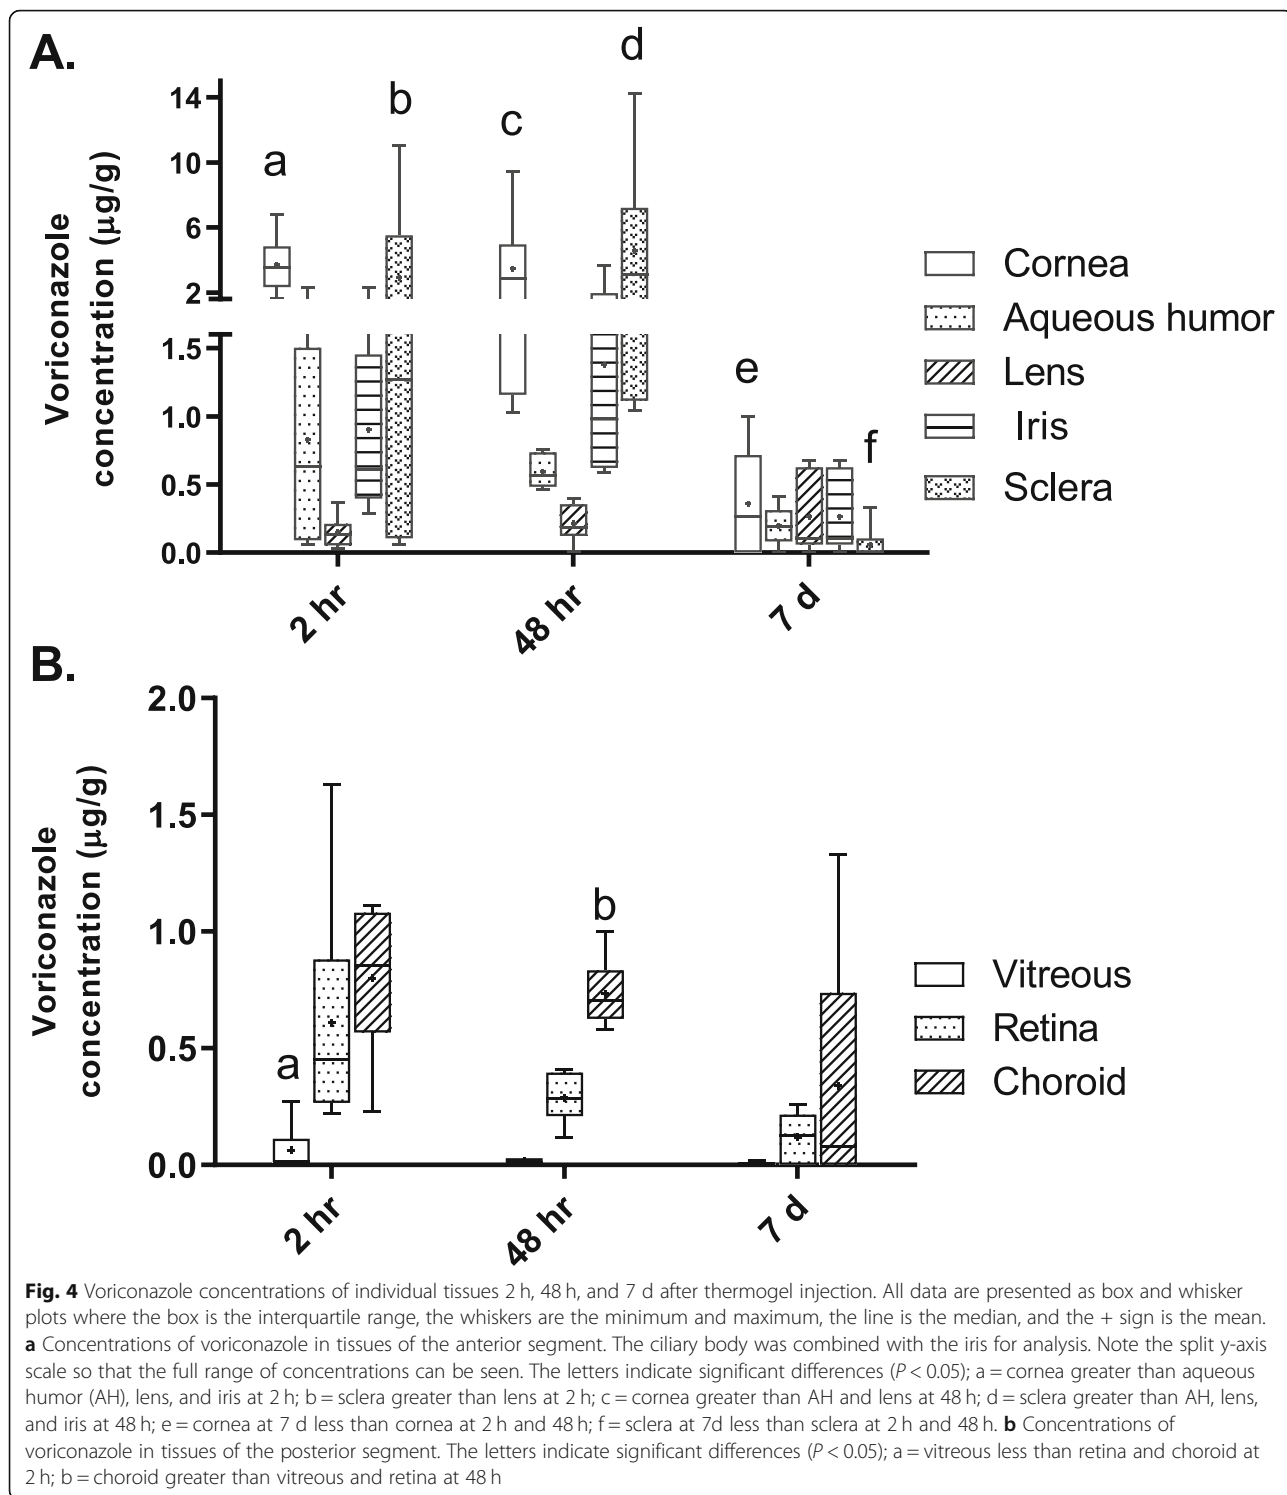 A.
a
b
c
d
e
f
14
10
6
2
1.5
1.0
0.5
0.0
Voriconazole
concentration (µg/g)
2 hr
48 hr
7 d
Cornea
Aqueous humor
Lens
Iris
Sclera
B.
2.0
1.5
1.0
0.5
0.0
Voriconazole
concentration (µg/g)
a
b
2 hr
48 hr
7 d
Vitreous
Retina
Choroid
Fig. 4 Voriconazole concentrations of individual tissues 2 h, 48 h, and 7 d after thermogel injection. All data are presented as box and whisker
plots where the box is the interquartile range, the whiskers are the minimum and maximum, the line is the median, and the + sign is the mean.
a Concentrations of voriconazole in tissues of the anterior segment. The ciliary body was combined with the iris for analysis. Note the split y-axis
scale so that the full range of concentrations can be seen. The letters indicate significant differences (P < 0.05); a = cornea greater than aqueous
humor (AH), lens, and iris at 2 h; b = sclera greater than lens at 2 h; c = cornea greater than AH and lens at 48 h; d = sclera greater than AH, lens,
and iris at 48 h; e = cornea at 7 d less than cornea at 2 h and 48 h; f = sclera at 7d less than sclera at 2 h and 48 h. b Concentrations of
voriconazole in tissues of the posterior segment. The letters indicate significant differences (P < 0.05); a = vitreous less than retina and choroid at
2 h; b = choroid greater than vitreous and retina at 48 h